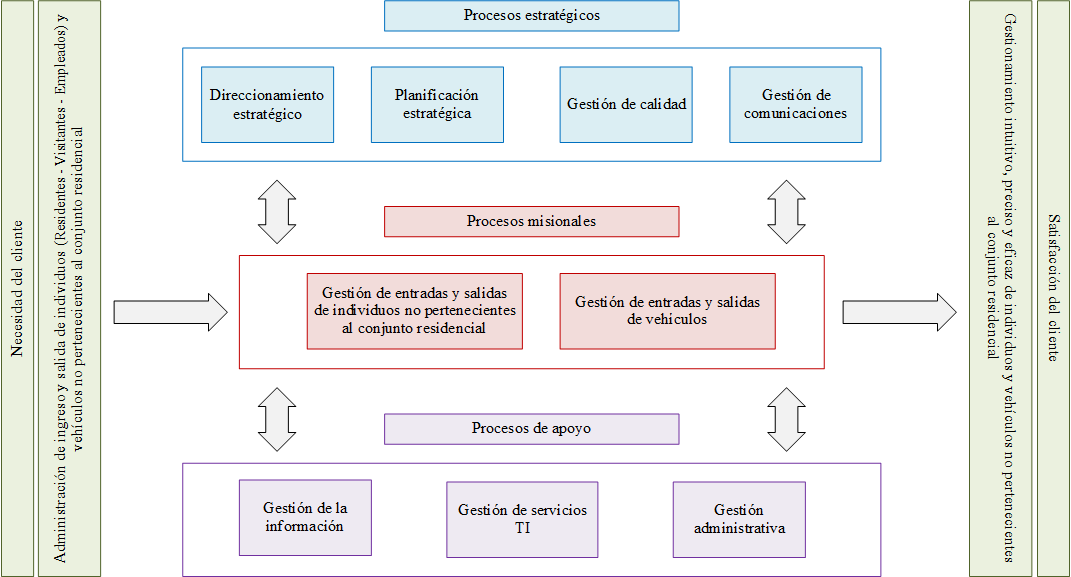 Necesidad del cliente
Administración de ingreso y salida de individuos (Residentes - Visitantes - Empleados) y
vehículos no pertenecientes al conjunto residencial
Procesos estratégicos
Direccionamiento
estratégico
Planificación
estratégica
Gestión de calidad
Gestión de
comunicaciones
Procesos misionales
Gestión de entradas y salidas
de individuos no pertenecientes
al conjunto residencial
Gestión de entradas y salidas
de vehículos
Procesos de apoyo
Gestión de la
información
Gestión de servicios
TI
Gestión
administrativa
Gestionamiento intuitivo, preciso y eficaz de individuos y vehículos no pertenecientes
al conjunto residencial
Satisfacción del cliente